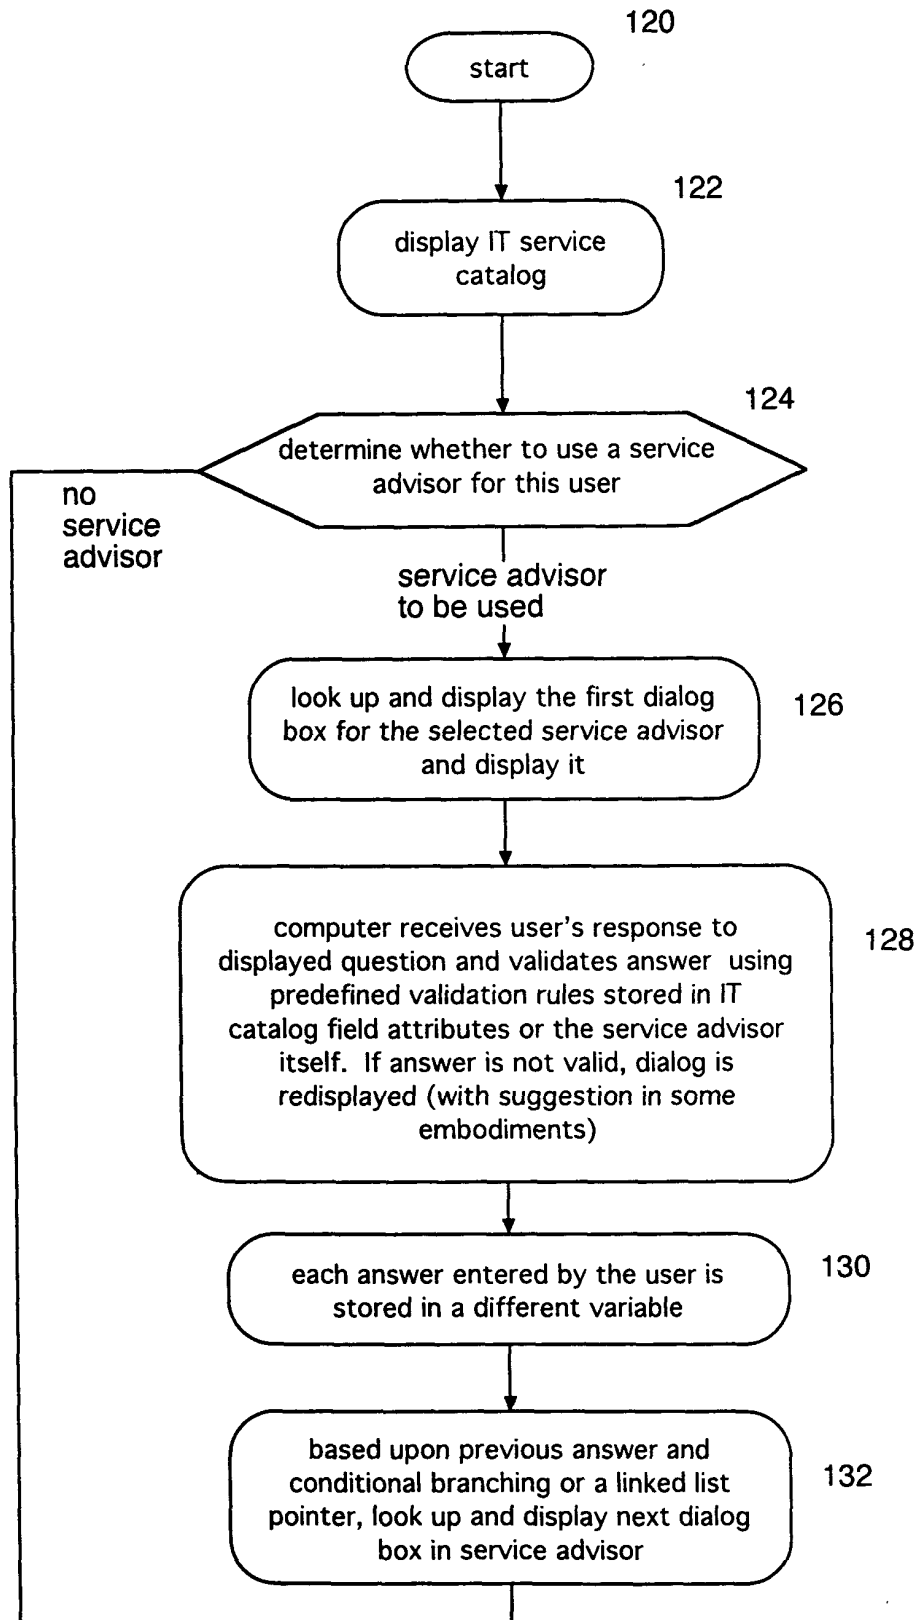 120
start
122
display IT service
catalog
124
determine whether to use a service
advisor for this user
no
service
advisor
service advisor
to be used
look up and display the first dialog
box for the selected service advisor
and display it
126
computer receives user's response to
displayed question and validates answer using
predefined validation rules stored in IT
catalog field attributes or the service advisor
itself. If answer is not valid, dialog is
redisplayed (with suggestion in some
embodiments)
128
each answer entered by the user is
stored in a different variable
130
based upon previous answer and
conditional branching or a linked list
pointer, look up and display next dialog
box in service advisor
132